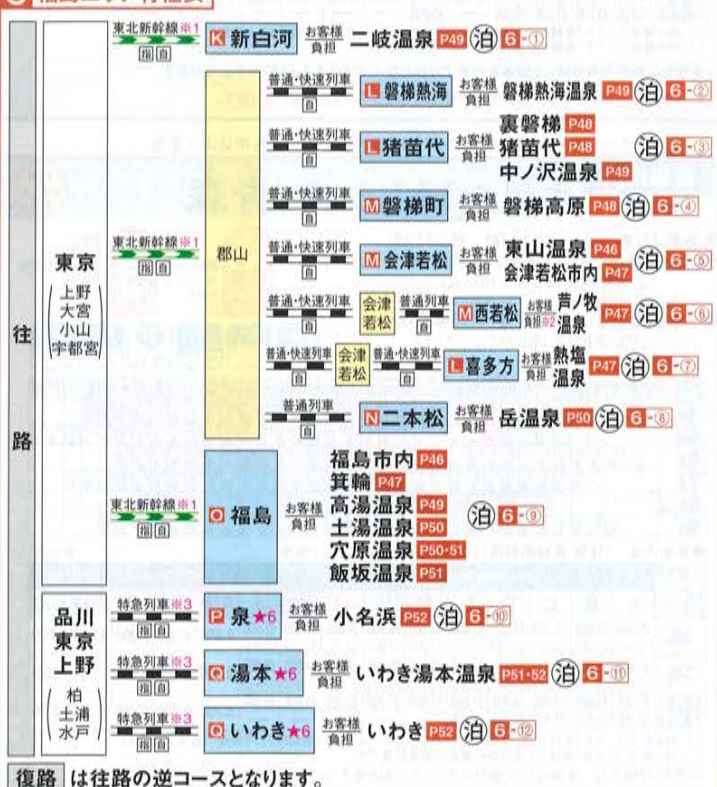 往路
東京
(上野
大宮
小山
宇都宮)
東北新幹線※1
指自
K 新白河 お客様負担 二岐温泉 P49 泊 6-①
東北新幹線※1
指自
郡山
普通・快速列車 自 L 磐梯熱海 お客様負担 磐梯熱海温泉 P49 泊 6-②
普通・快速列車 自 L 猪苗代 お客様負担
裏磐梯 P48
猪苗代 P48
中ノ沢温泉 P49
泊 6-③
普通・快速列車 自 M 磐梯町 お客様負担 磐梯高原 P48 泊 6-④
普通・快速列車 自 M 会津若松 お客様負担
東山温泉 P46
会津若松市内 P47
泊 6-⑤
普通・快速列車 自 会津若松 普通列車 自 M 西若松 お客様負担※2 芦ノ牧温泉 P47 泊 6-⑥
普通・快速列車 自 会津若松 普通・快速列車 自 L 喜多方 お客様負担 熱塩温泉 P47 泊 6-⑦
普通列車 自 N 二本松 お客様負担 岳温泉 P50 泊 6-⑧
東北新幹線※1
指自
O 福島 お客様負担
福島市内 P46
箕輪 P47
高湯温泉 P49
土湯温泉 P50
穴原温泉 P50・51
飯坂温泉 P51
泊 6-⑨
品川
東京
上野
(柏
土浦
水戸)
特急列車※3 指自 P 泉★6 お客様負担 小名浜 P52 泊 6-⑩
特急列車※3 指自 Q 湯本★6 お客様負担 いわき湯本温泉 P51・52 泊 6-⑪
特急列車※3 指自 Q いわき★6 お客様負担 いわき P52 泊 6-⑫
復路 は往路の逆コースとなります。